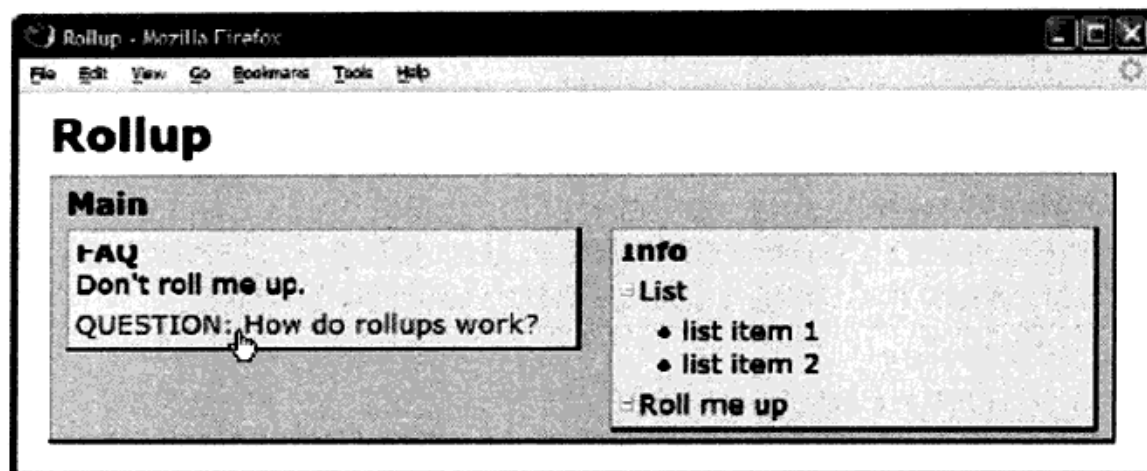 Rollup - Mozilla Firefox
File Edit View Go Bookmarks Tools Help
Rollup
Main
FAQ
Don't roll me up.
QUESTION: How do rollups work?
Info
List
• list item 1
• list item 2
Roll me up